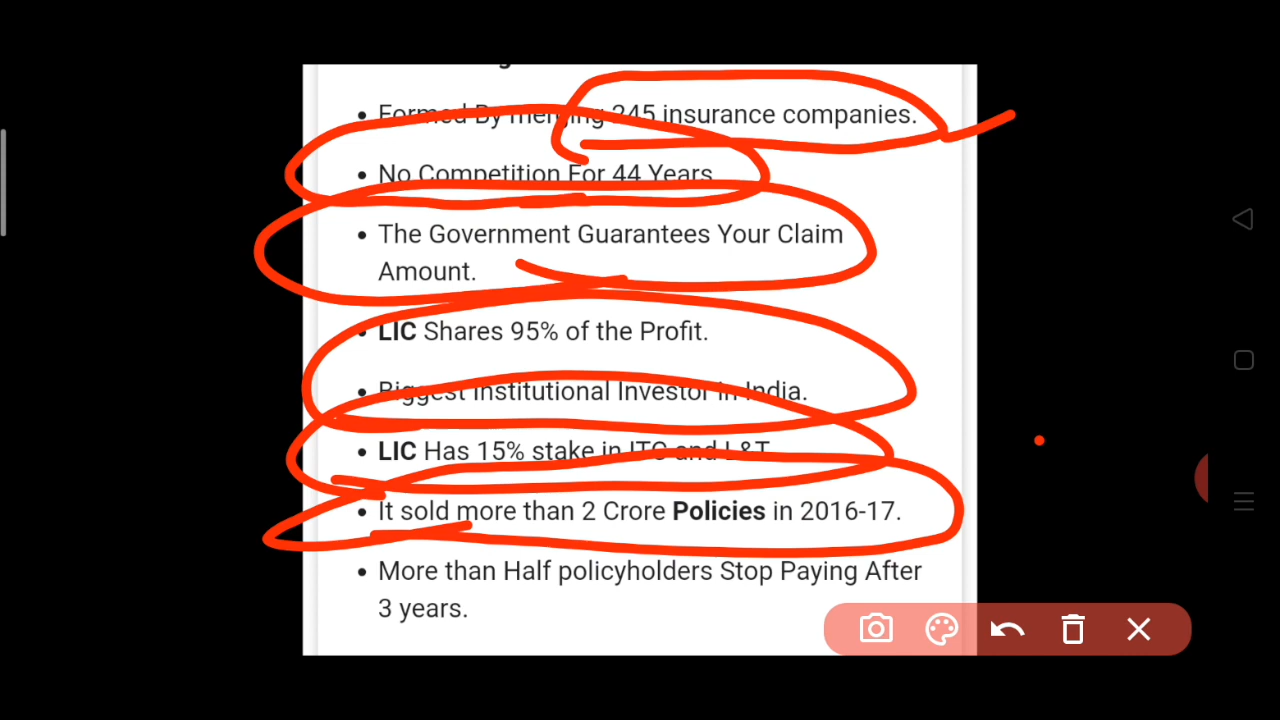 • Formed By merging 245 insurance companies.
• No Competition For 44 Years
• The Government Guarantees Your Claim
Amount.
• LIC Shares 95% of the Profit.
• Biggest Institutional Investor in India.
• LIC Has 15% stake in ITC and L&T
• It sold more than 2 Crore Policies in 2016-17.
• More than Half policyholders Stop Paying After
3 years.